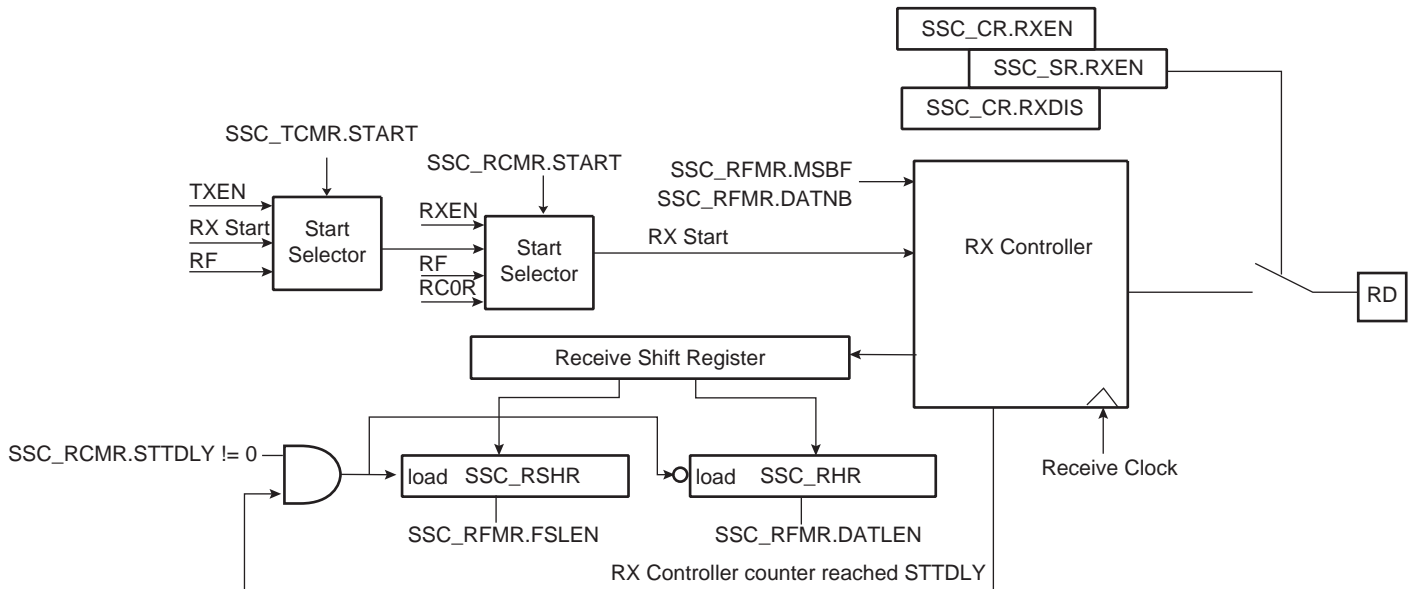 SSC_CR.RXEN
SSC_SR.RXEN
SSC_CR.RXDIS
SSC_TCMR.START
SSC_RCMR.START
SSC_RFMR.MSBF
SSC_RFMR.DATNB
TXEN
RX Start
RF
Start
Selector
RXEN
RF
RC0R
Start
Selector
RX Start
RX Controller
RD
Receive Shift Register
SSC_RCMR.STTDLY != 0
load SSC_RSHR
load SSC_RHR
Receive Clock
SSC_RFMR.FSLEN
SSC_RFMR.DATLEN
RX Controller counter reached STTDLY